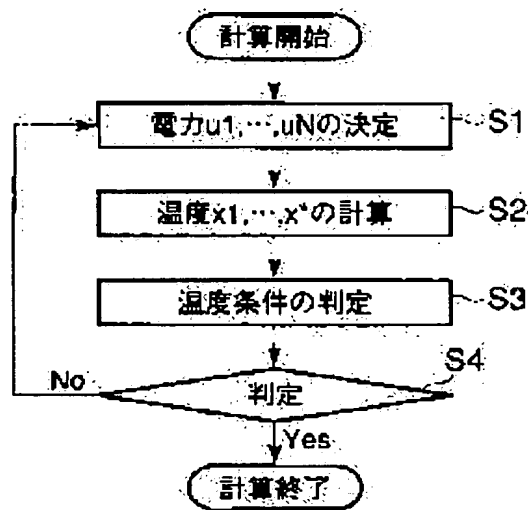 計算開始
電力u1,…,uNの決定
S1
温度x1,…,x*の計算
S2
温度条件の判定
S3
S4
No
判定
Yes
計算終了